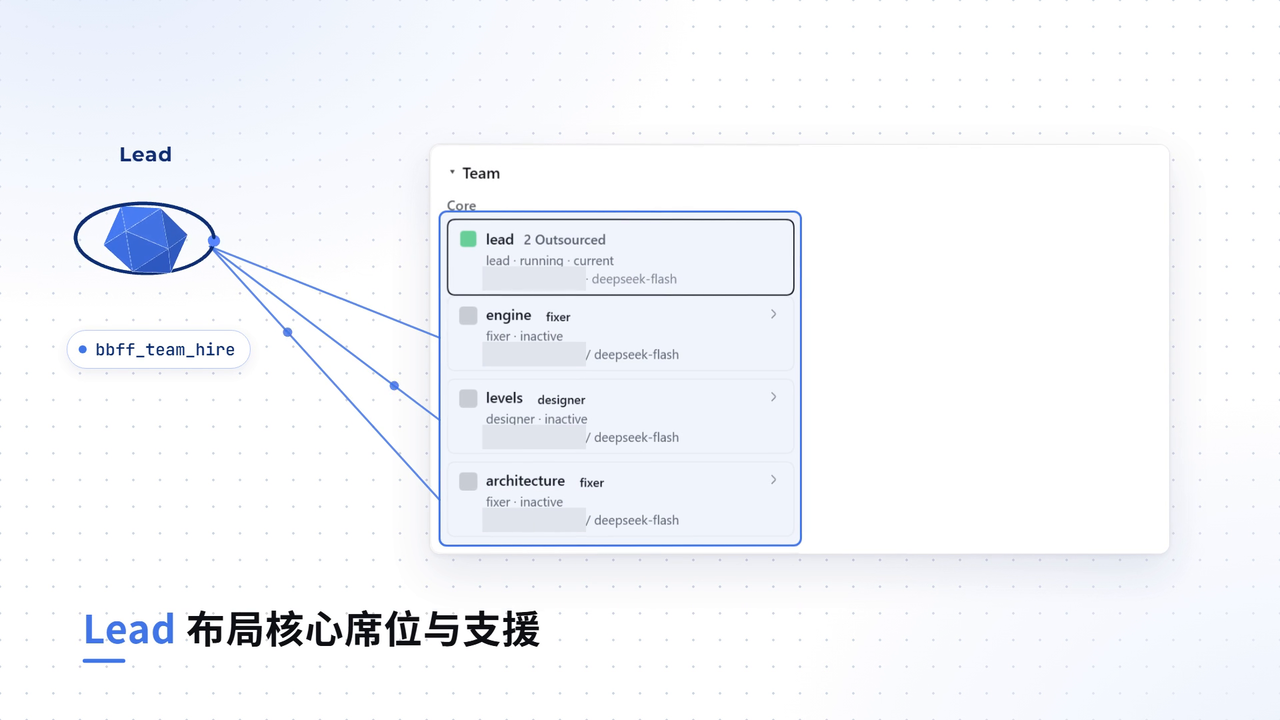 Lead
bbff_team_hire
Team
Core
lead 2 Outsourced
lead · running · current
· deepseek-flash
engine fixer
fixer · inactive
/ deepseek-flash
levels designer
designer · inactive
/ deepseek-flash
architecture fixer
fixer · inactive
/ deepseek-flash
Lead 布局核心席位与支援